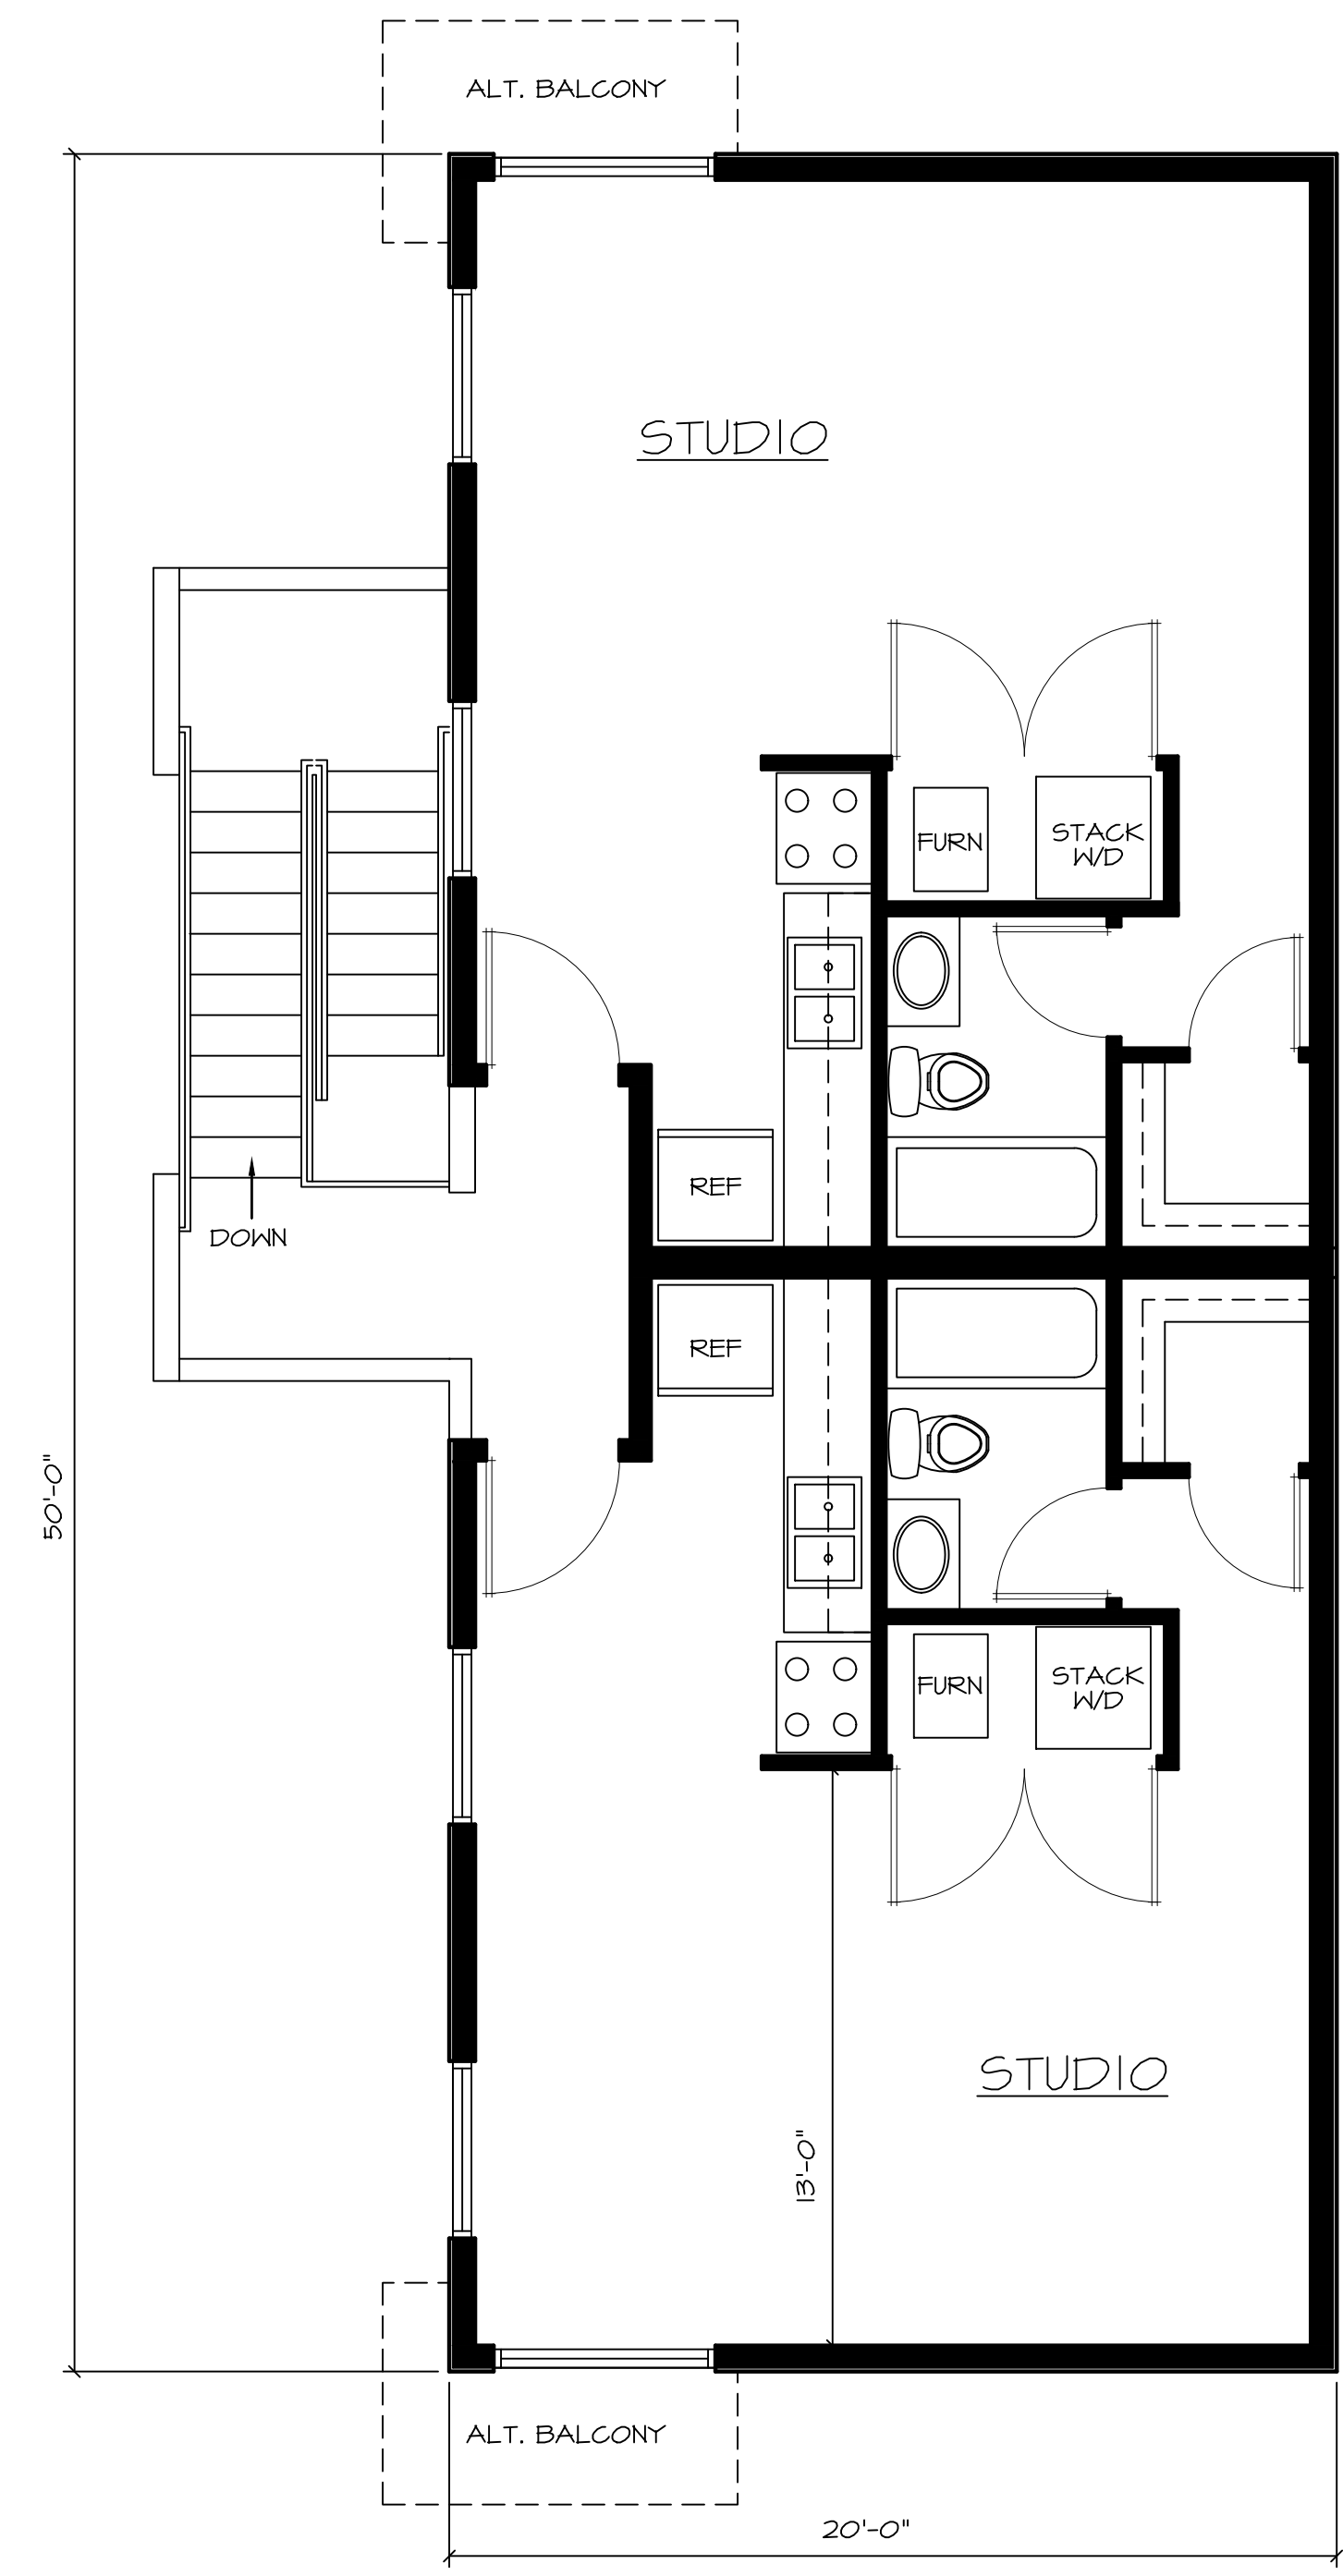 ALT. BALCONY
STUDIO
FURN
STACK
W/D
REF
DOWN
REF
50'-0"
FURN
STACK
W/D
STUDIO
13'-0"
ALT. BALCONY
20'-0"